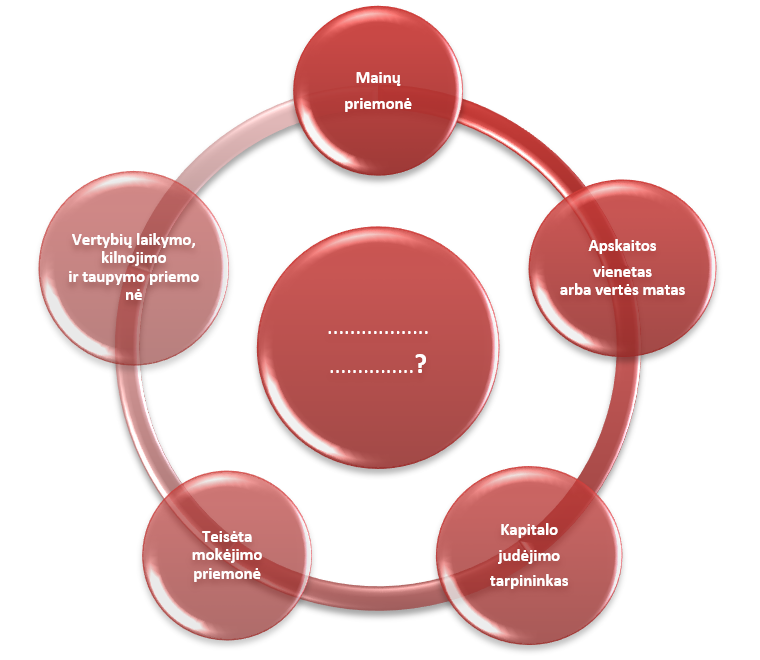 Mainų
priemonė
Vertybių laikymo,
kilnojimo
ir taupymo priemo
nė
Apskaitos
vienetas
arba vertės matas
..................
...............?
Teisėta
mokėjimo
priemonė
Kapitalo
judėjimo
tarpininkas